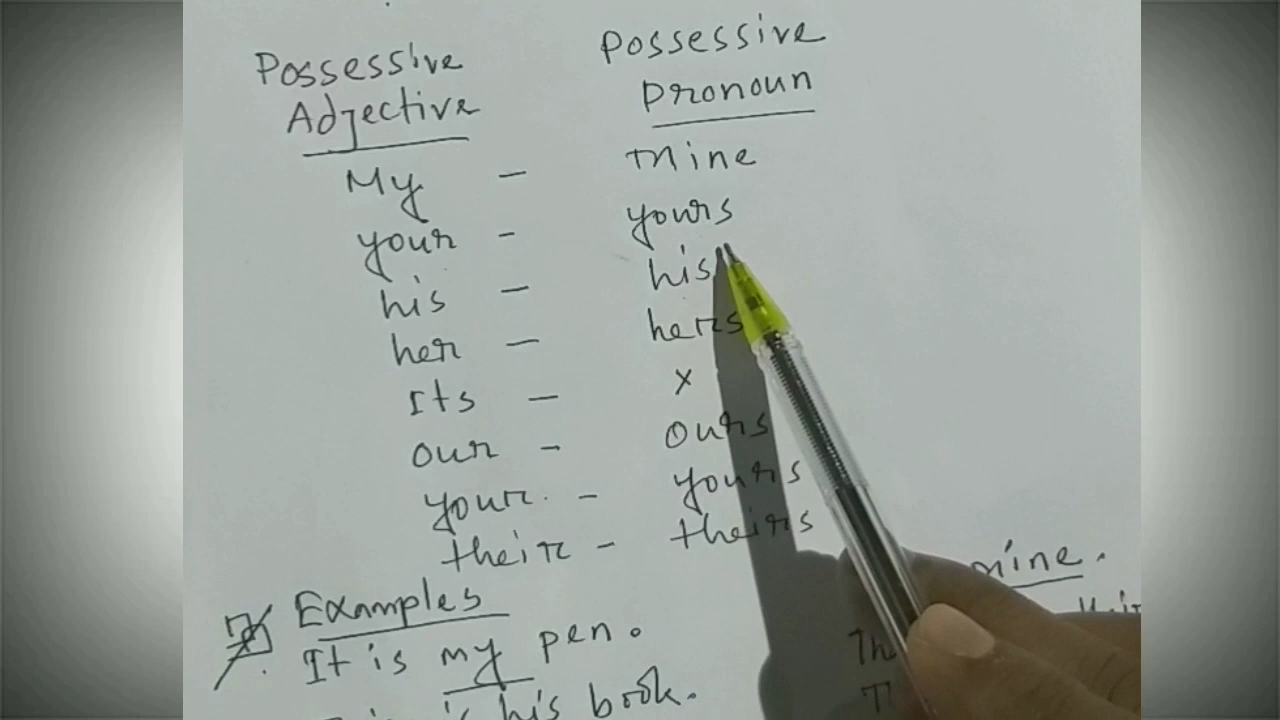 Possessive Adjective
Possessive Pronoun
My - mine
your - yours
his - his
her - hers
Its - x
our - ours
your - yours
their - theirs
Examples
It is my pen.
is his book.
mine.